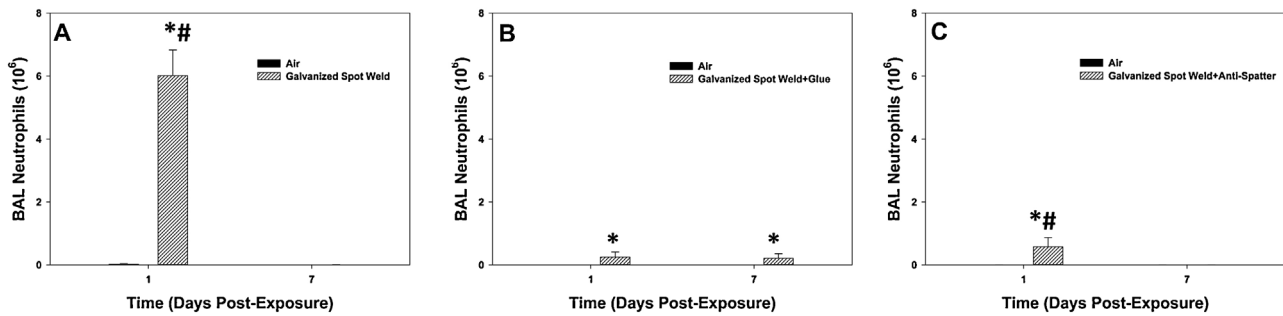 A
BAL Neutrophils (10⁶)
8
6
4
2
0
*#
Air
Galvanized Spot Weld
1
7
Time (Days Post-Exposure)
B
BAL Neutrophils (10⁶)
8
6
4
2
0
Air
Galvanized Spot Weld+Glue
*
*
1
7
Time (Days Post-Exposure)
C
BAL Neutrophils (10⁶)
8
6
4
2
0
Air
Galvanized Spot Weld+Anti-Spatter
*#
1
7
Time (Days Post-Exposure)